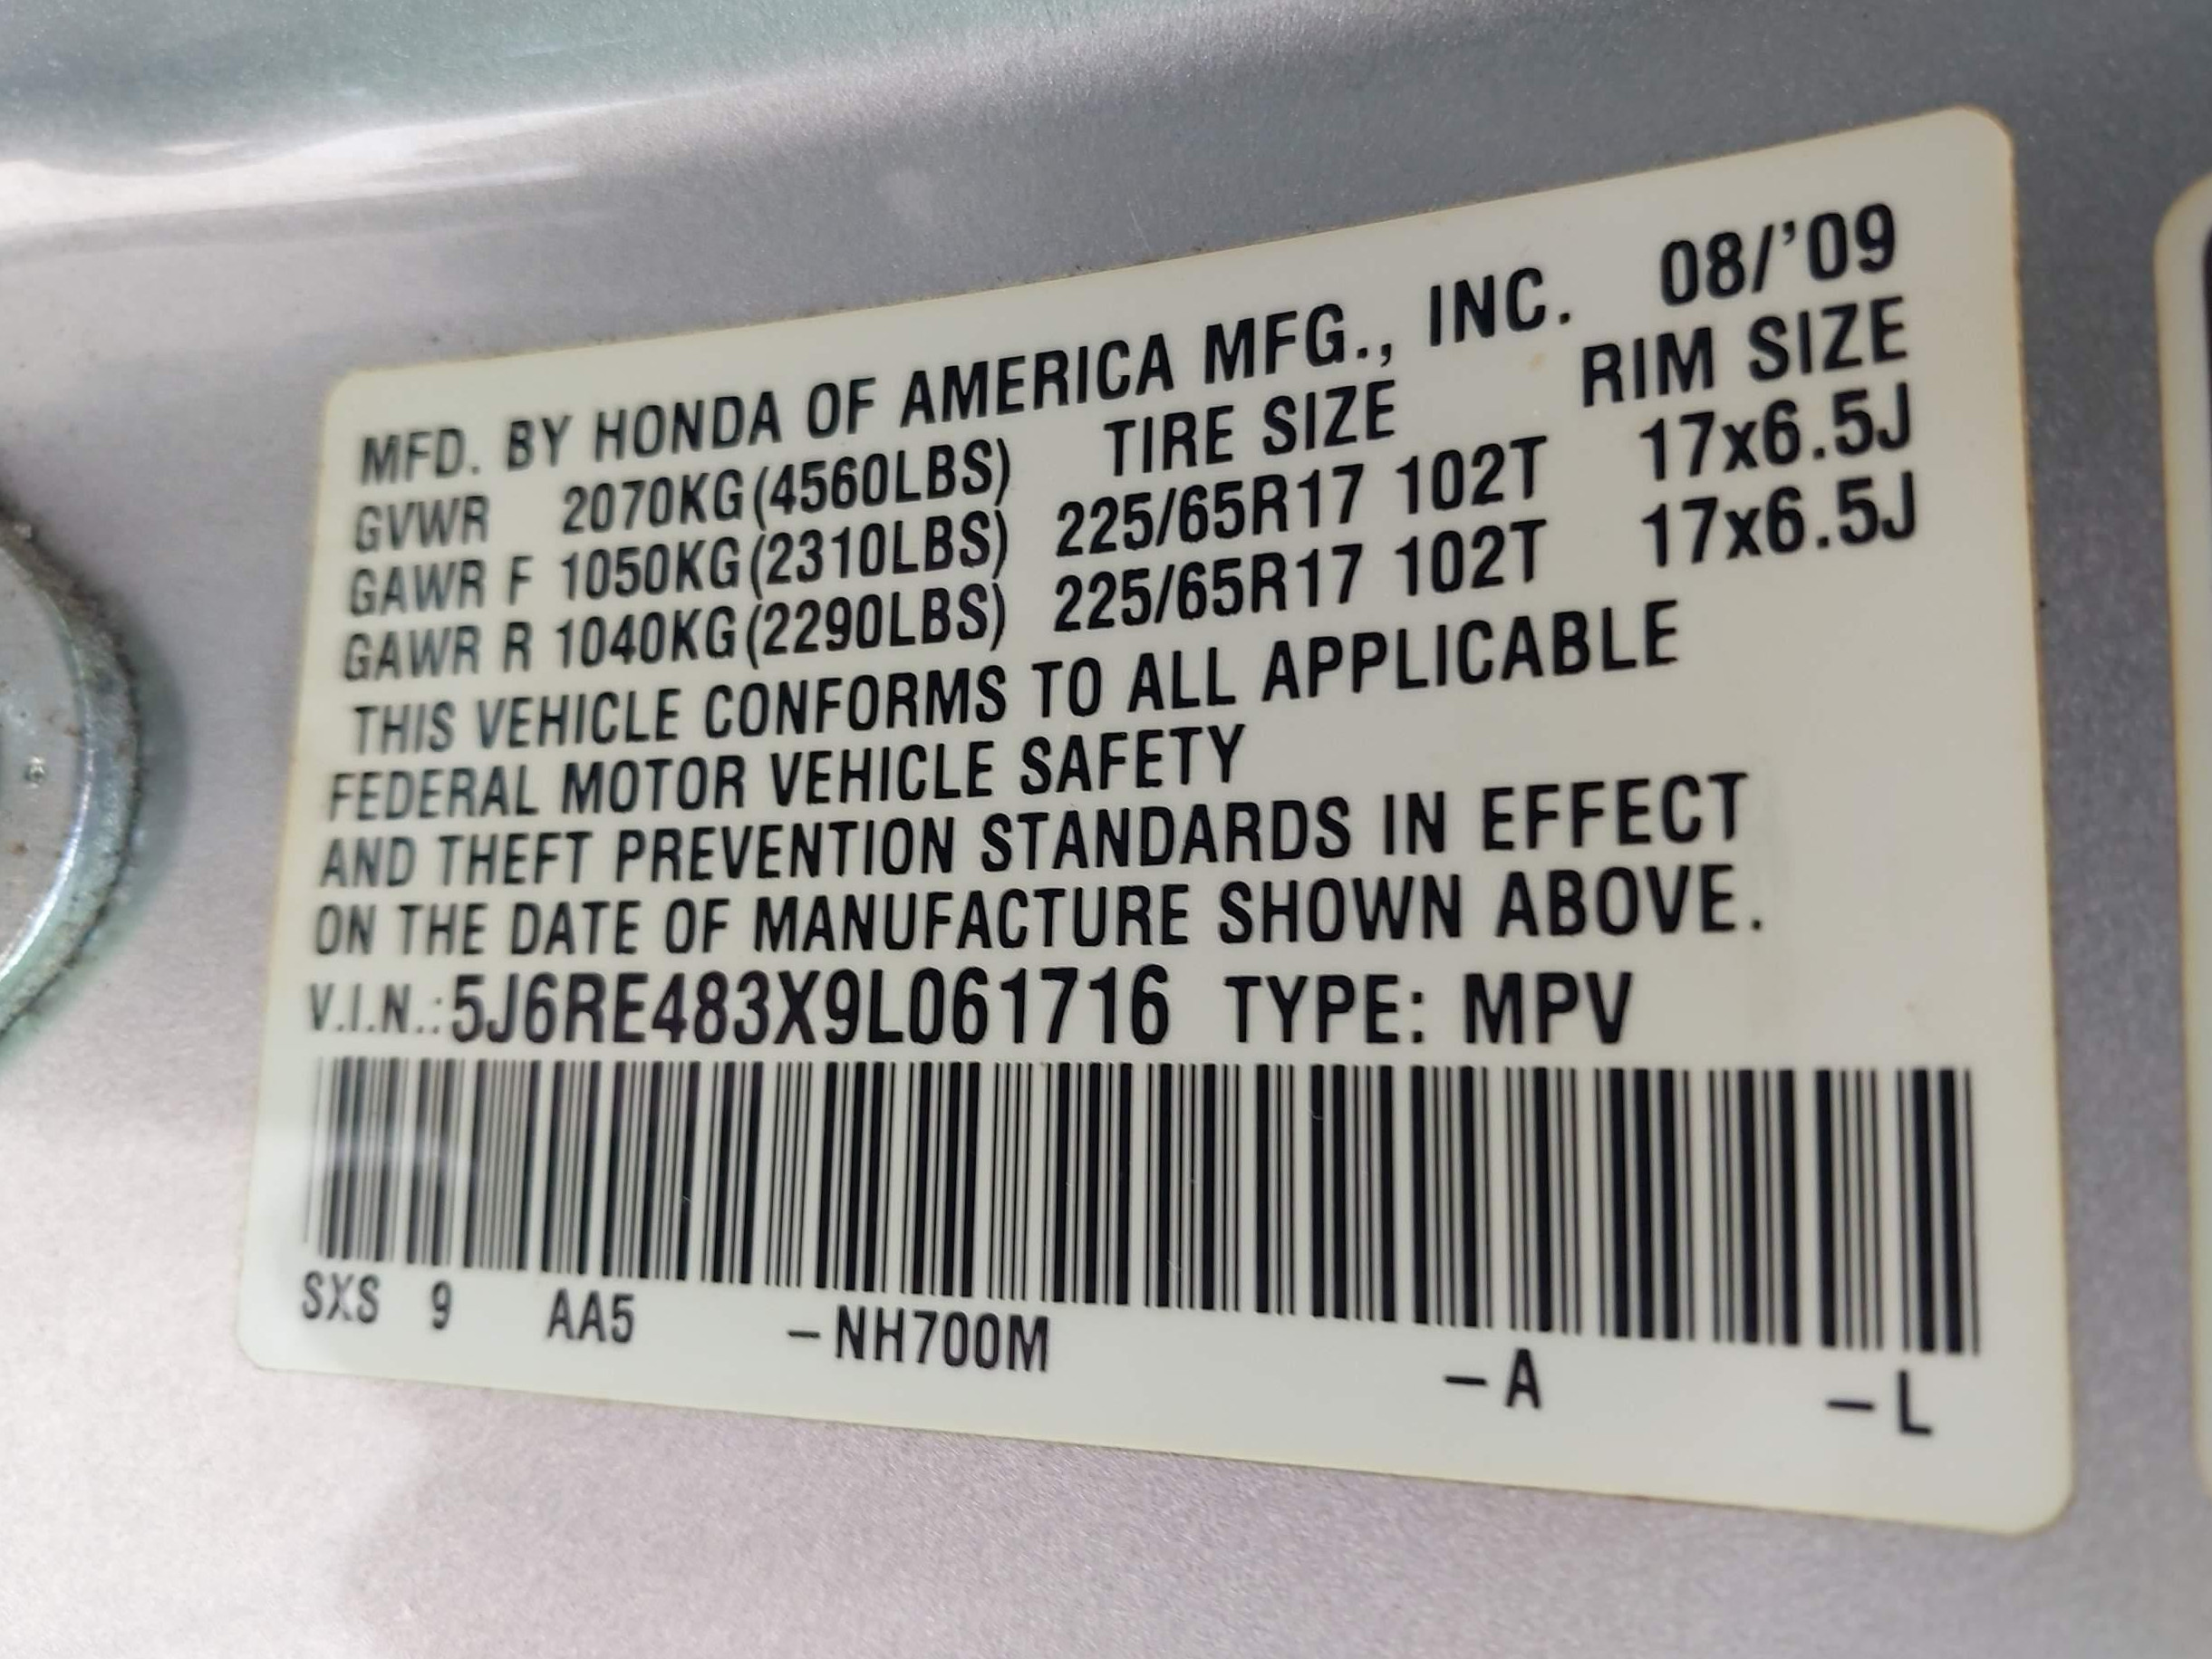 MFD. BY HONDA OF AMERICA MFG., INC. 08/'09
GVWR 2070KG(4560LBS) TIRE SIZE RIM SIZE
GAWR F 1050KG(2310LBS) 225/65R17 102T 17x6.5J
GAWR R 1040KG(2290LBS) 225/65R17 102T 17x6.5J
THIS VEHICLE CONFORMS TO ALL APPLICABLE
FEDERAL MOTOR VEHICLE SAFETY
AND THEFT PREVENTION STANDARDS IN EFFECT
ON THE DATE OF MANUFACTURE SHOWN ABOVE.
V.I.N.:5J6RE483X9L061716 TYPE: MPV
SXS 9 AA5 –NH700M –A –L